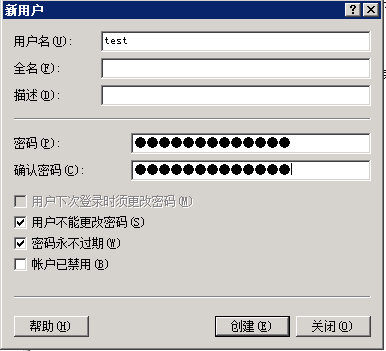 新用户
用户名(U):
test
全名(F):
描述(D):
密码(P):
●●●●●●●●●●●●●
确认密码(C):
●●●●●●●●●●●●●
用户下次登录时须更改密码(M)
用户不能更改密码(S)
密码永不过期(W)
帐户已禁用(B)
帮助(H) 创建(E) 关闭(O)